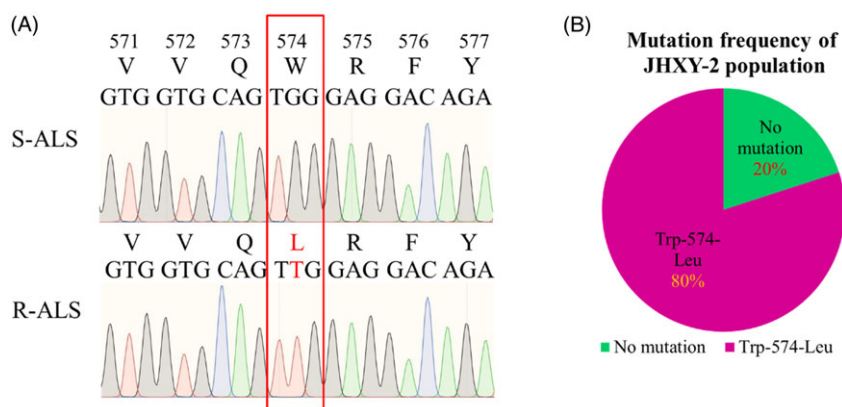 (A)
571 572 573 574 575 576 577
V V Q W R F Y
GTG GTG CAG TGG GAG GAC AGA
S-ALS
V V Q L R F Y
GTG GTG CAG TTG GAG GAC AGA
R-ALS
(B)
Mutation frequency of
JHXY-2 population
No
mutation
20%
Trp-574-
Leu
80%
No mutation Trp-574-Leu